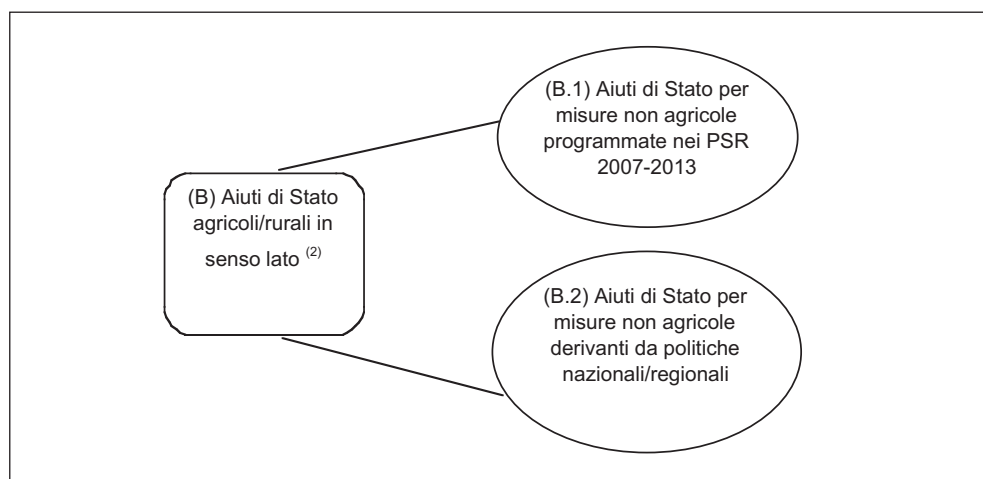 (B) Aiuti di Stato
agricoli/rurali in
senso lato (2)
(B.1) Aiuti di Stato per
misure non agricole
programmate nei PSR
2007-2013
(B.2) Aiuti di Stato per
misure non agricole
derivanti da politiche
nazionali/regionali